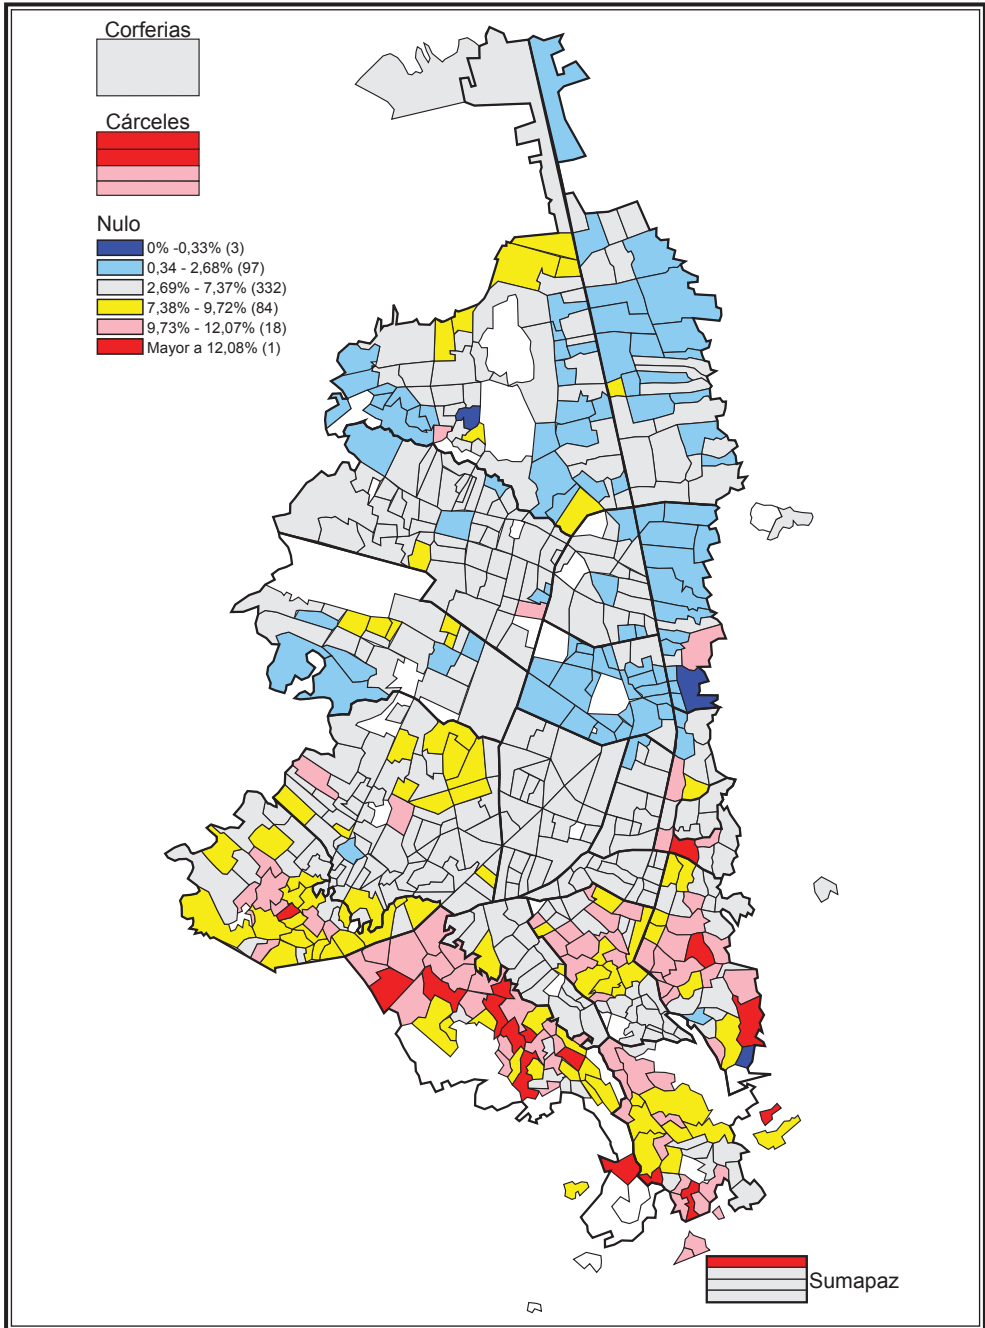 Corferias
Cárceles
Nulo
0% -0,33% (3)
0,34 - 2,68% (97)
2,69% - 7,37% (332)
7,38% - 9,72% (84)
9,73% - 12,07% (18)
Mayor a 12,08% (1)
Sumapaz